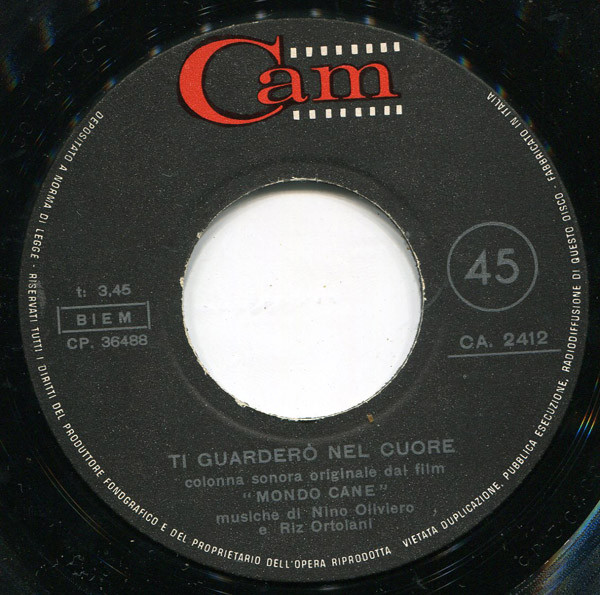 Cam
DEPOSITATO A NORMA DI LEGGE - RISERVATI TUTTI I DIRITTI DEL PRODUTTORE FONOGRAFICO E DEL PROPRIETARIO DELL'OPERA RIPRODOTTA VIETATA DUPLICAZIONE, PUBBLICA ESECUZIONE, RADIODIFFUSIONE DI QUESTO DISCO - FABBRICATO IN ITALIA
45
t: 3,45
BIEM
CP. 36488
CA. 2412
TI GUARDERÒ NEL CUORE
colonna sonora originale dal film
"MONDO CANE"
musiche di Nino Oliviero
e Riz Ortolani